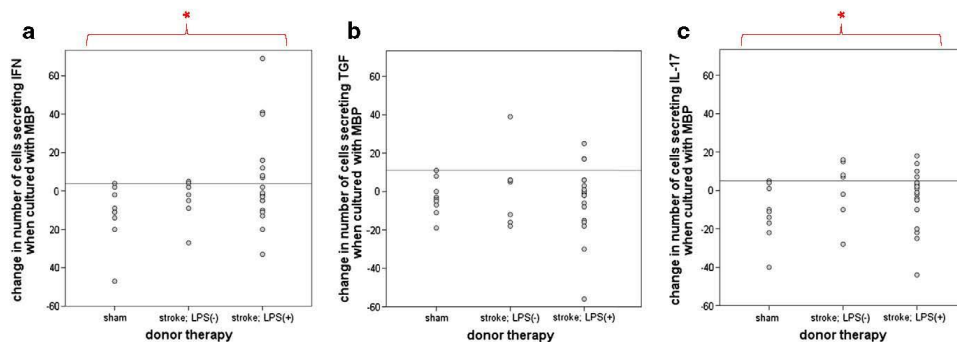 a
*
change in number of cells secreting IFN
when cultured with MBP
60
40
20
0
-20
-40
-60
sham
stroke; LPS(-)
stroke; LPS(+)
donor therapy
b
change in number of cells secreting TGF
when cultured with MBP
60
40
20
0
-20
-40
-60
sham
stroke; LPS(-)
stroke; LPS(+)
donor therapy
c
*
change in number of cells secreting IL-17
when cultured with MBP
60
40
20
0
-20
-40
-60
sham
stroke; LPS(-)
stroke; LPS(+)
donor therapy